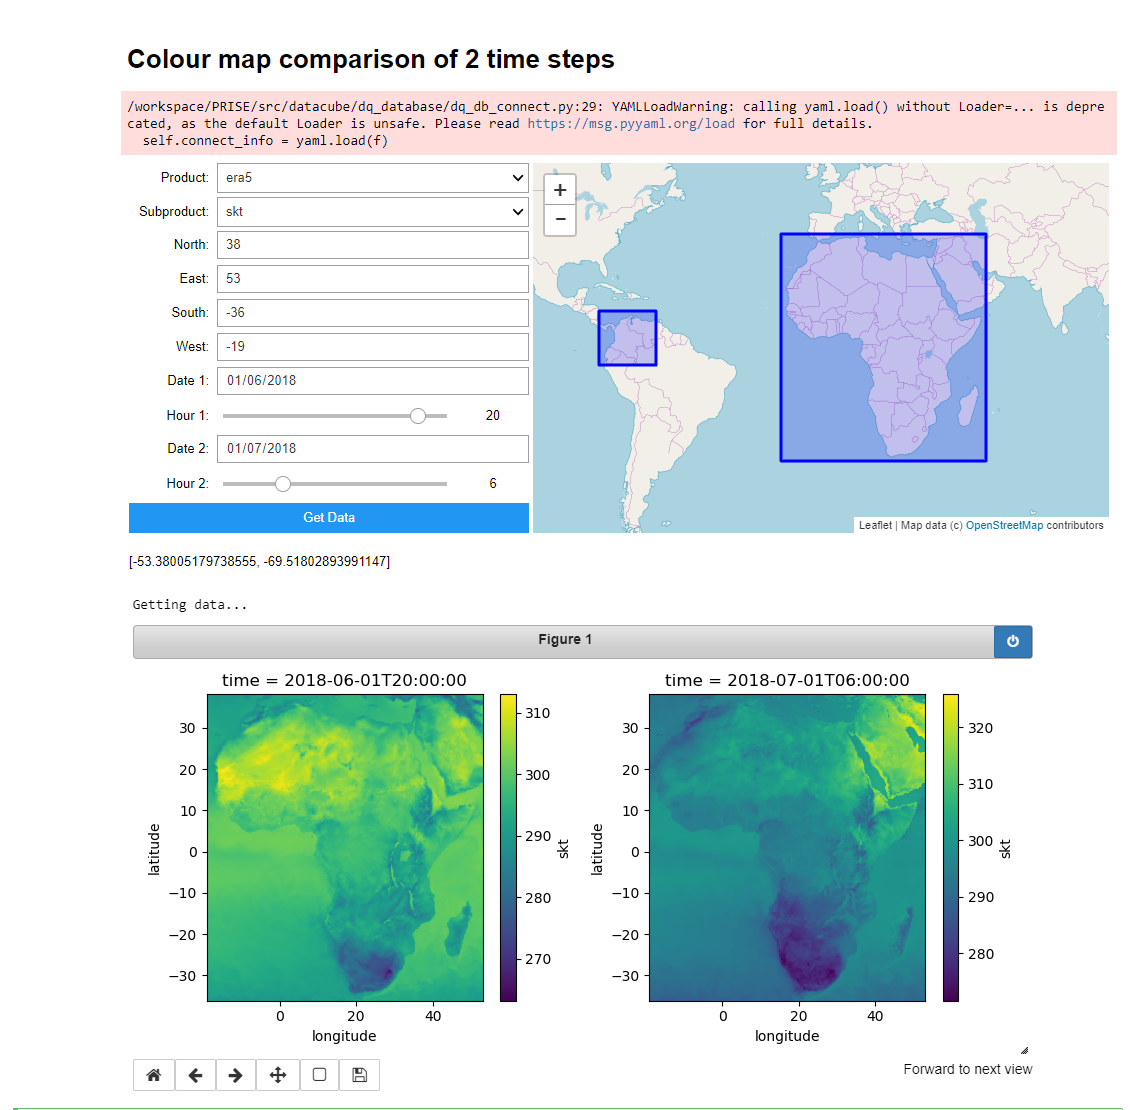 Colour map comparison of 2 time steps
/workspace/PRISE/src/datacube/dq_database/dq_db_connect.py:29: YAMLLoadWarning: calling yaml.load() without Loader=... is depre
cated, as the default Loader is unsafe. Please read https://msg.pyyaml.org/load for full details.
self.connect_info = yaml.load(f)
Product: era5
Subproduct: skt
North: 38
East: 53
South: -36
West: -19
Date 1: 01/06/2018
Hour 1: 20
Date 2: 01/07/2018
Hour 2: 6
Get Data
+
−
Leaflet | Map data (c) OpenStreetMap contributors
[-53.38005179738555, -69.51802893991147]
Getting data...
Figure 1
time = 2018-06-01T20:00:00
30
20
10
0
−10
−20
−30
latitude
0 20 40
longitude
310
300
290
280
270
skt
time = 2018-07-01T06:00:00
30
20
10
0
−10
−20
−30
latitude
0 20 40
longitude
320
310
300
290
280
skt
Forward to next view